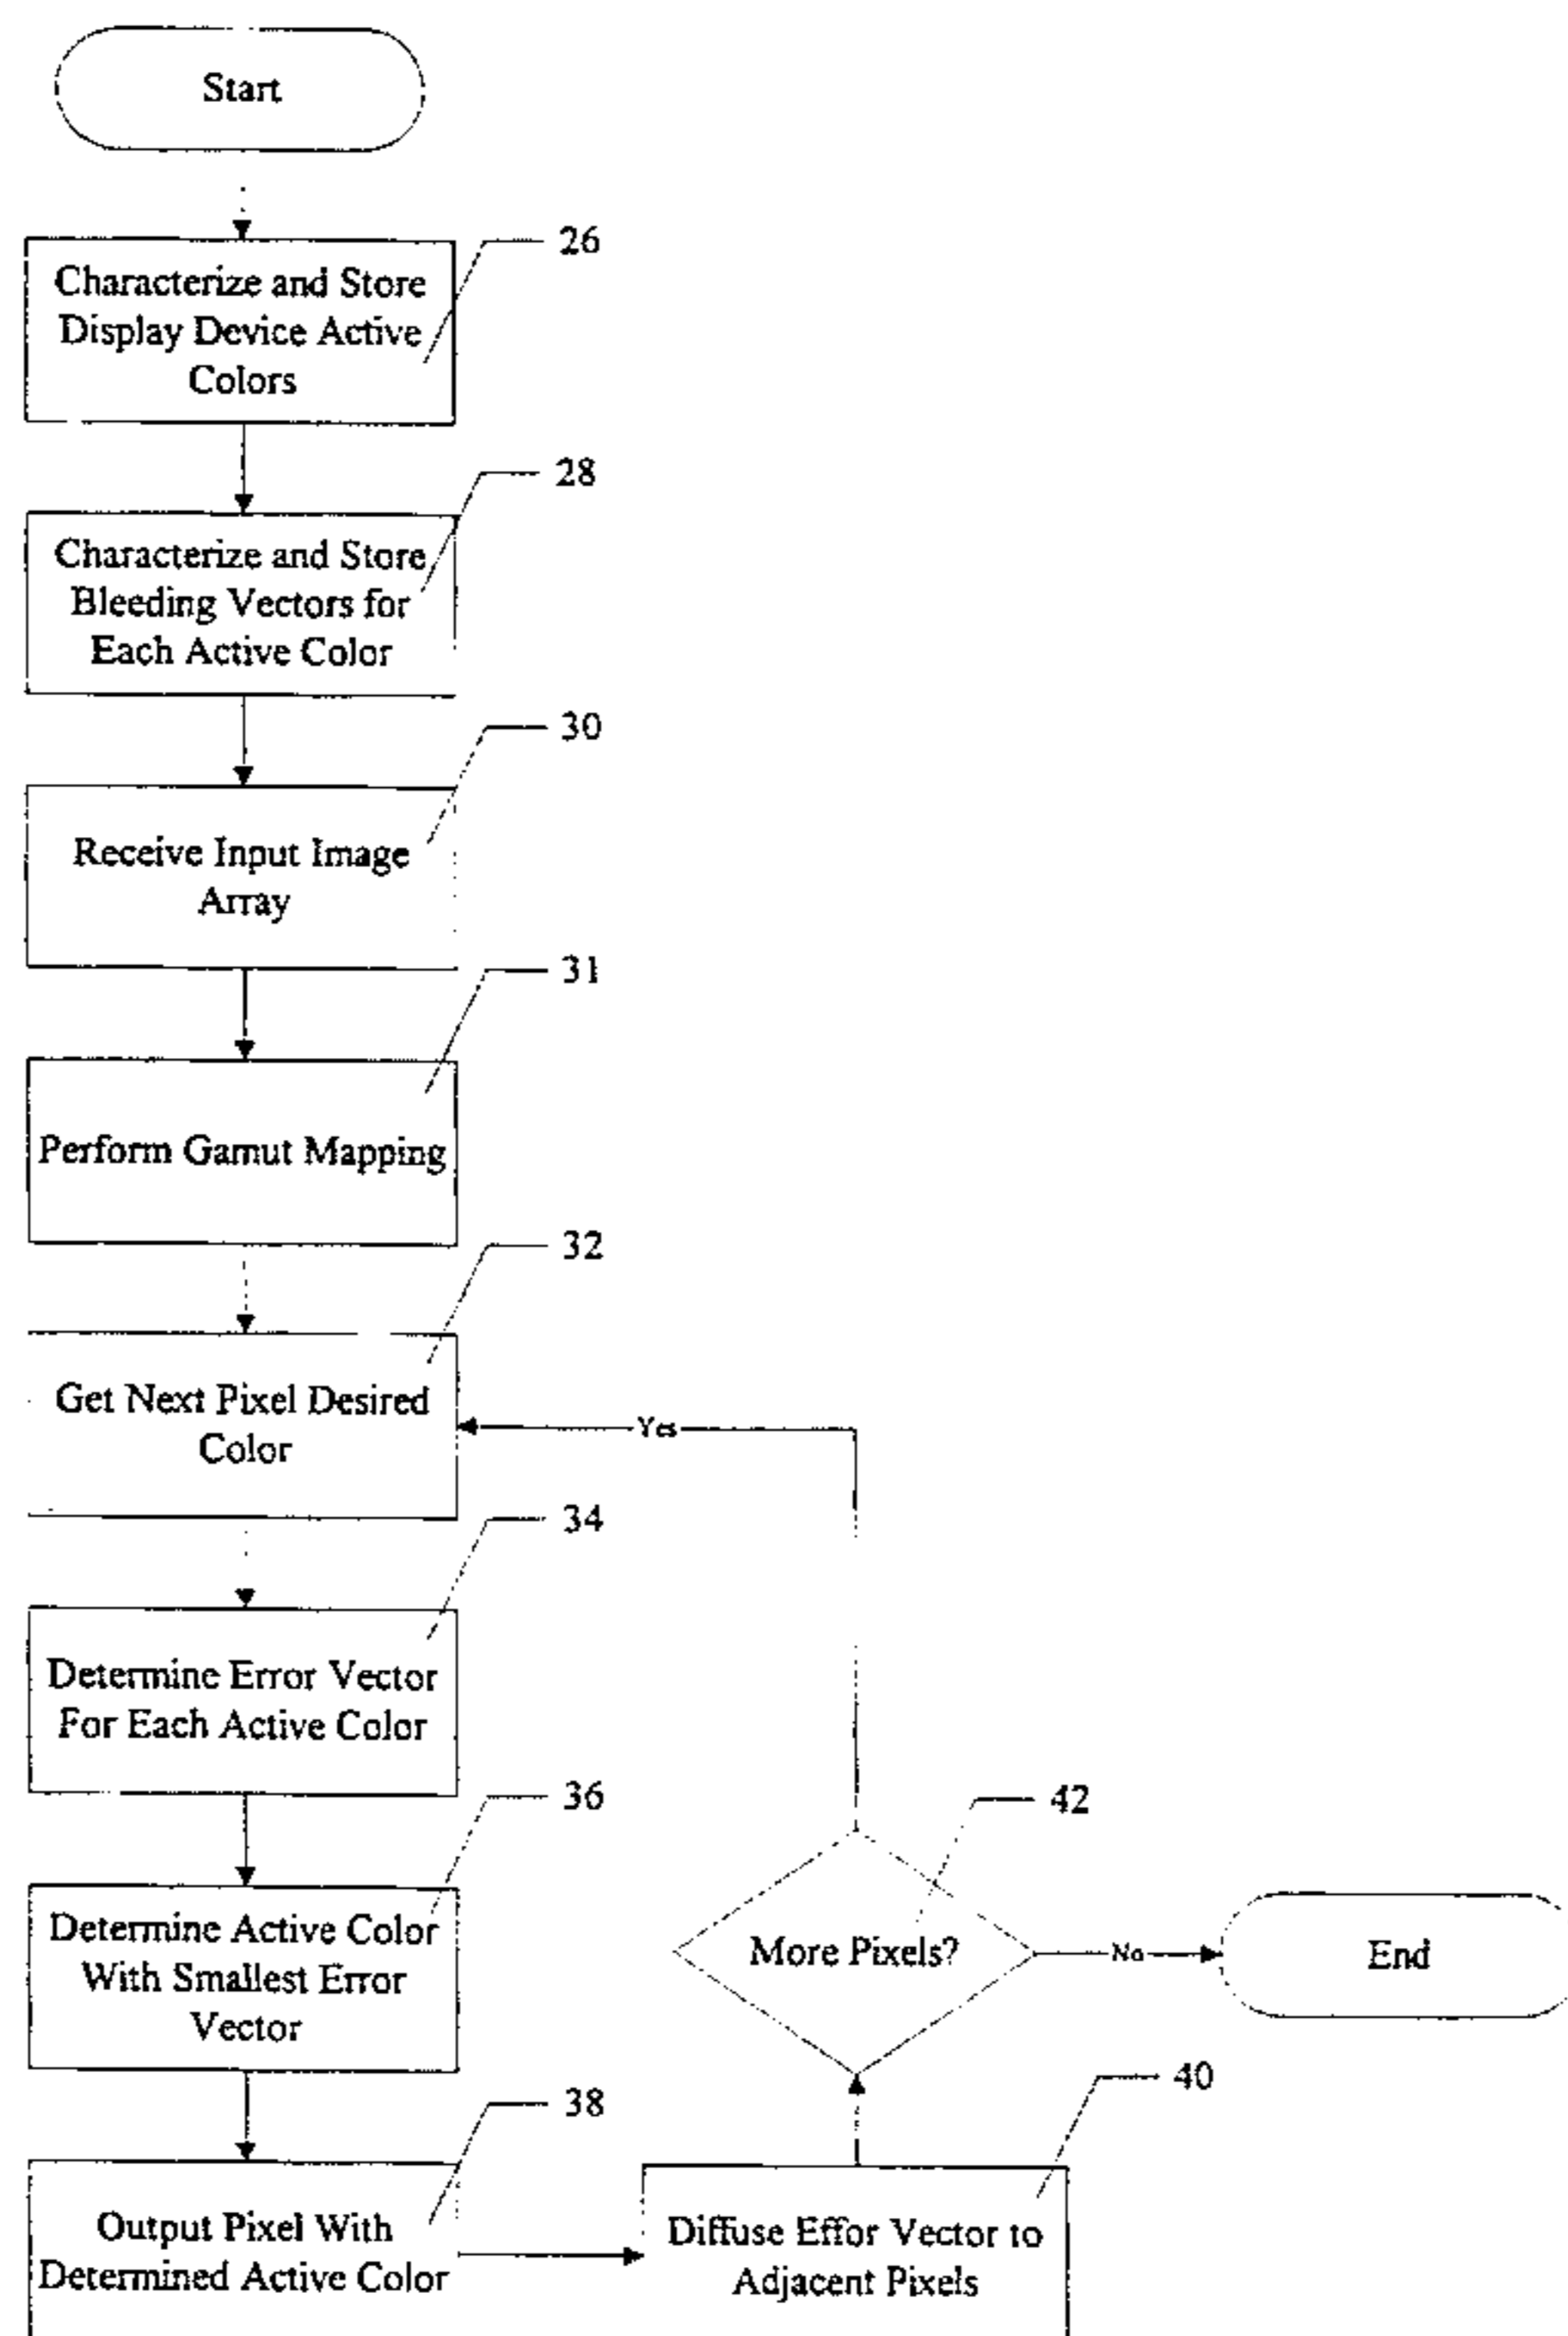 Start
26
Characterize and Store
Display Device Active
Colors
28
Characterize and Store
Bleeding Vectors for
Each Active Color
30
Receive Input Image
Array
31
Perform Gamut Mapping
32
Get Next Pixel Desired
Color
Yes
34
Determine Error Vector
For Each Active Color
36
Determine Active Color
With Smallest Error
Vector
42
More Pixels?
No
End
38
Output Pixel With
Determined Active Color
40
Diffuse Effor Vector to
Adjacent Pixels